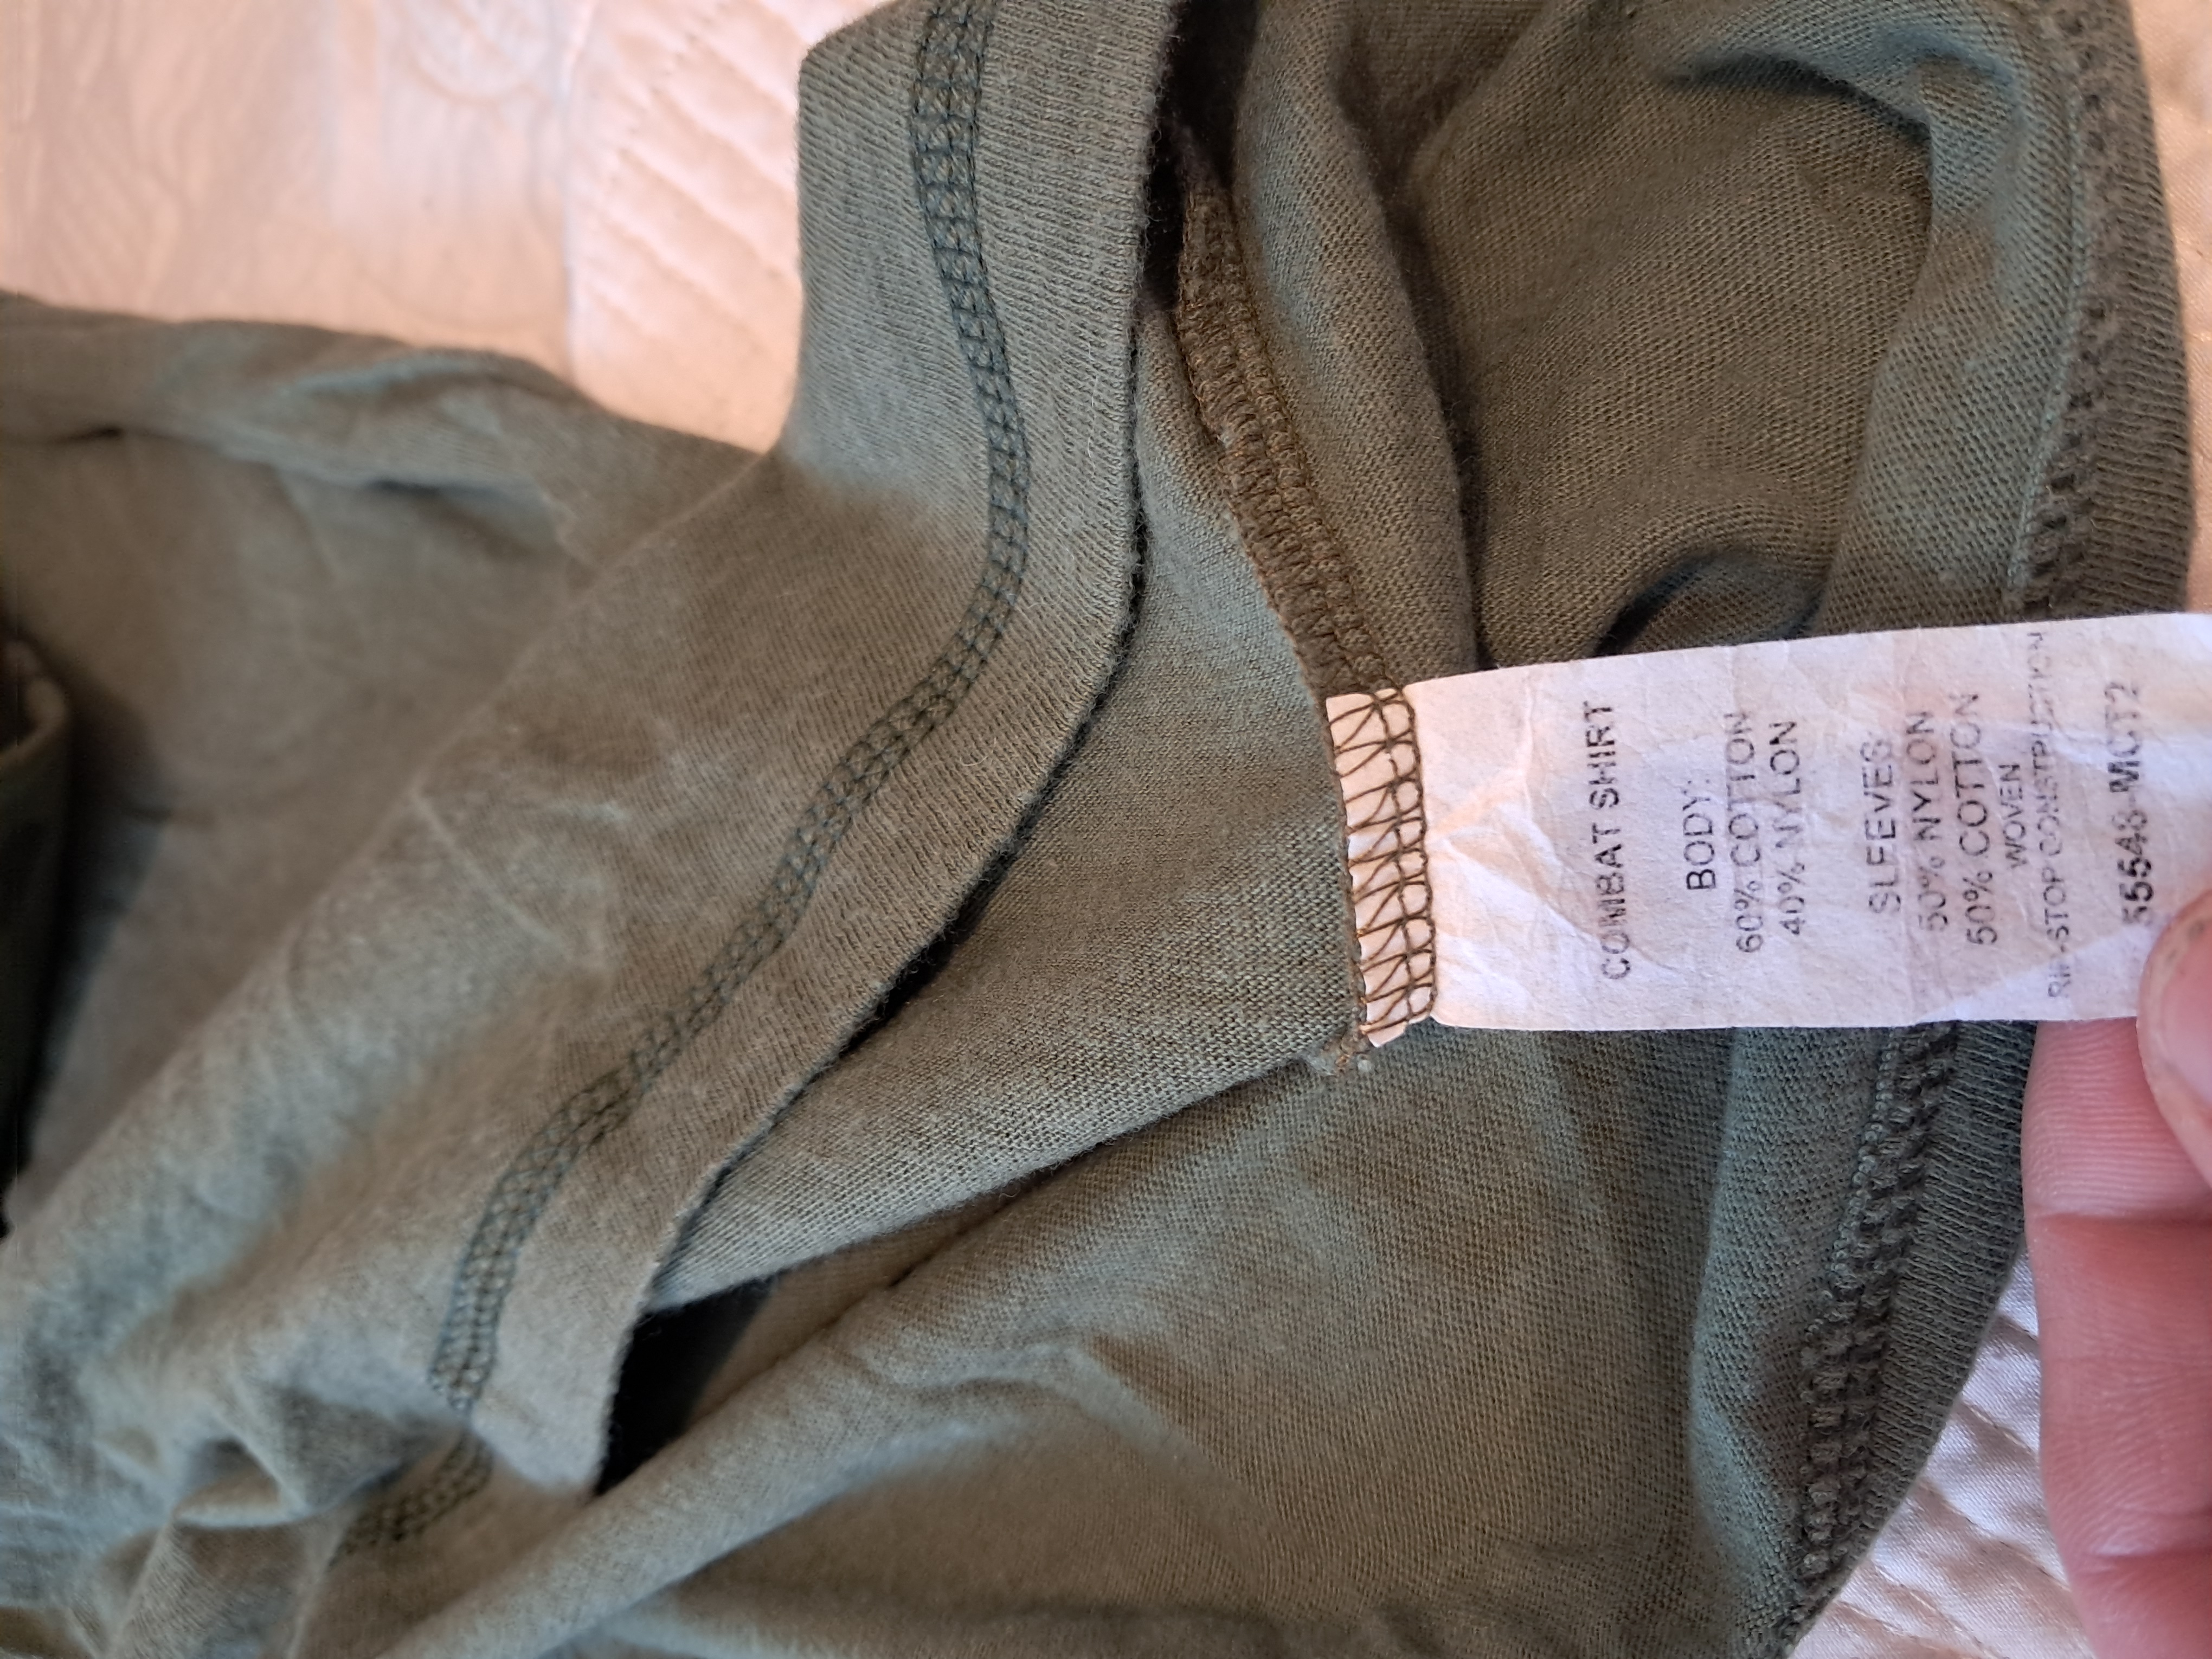 COMBAT SHIRT
BODY:
60% COTTON
40% NYLON
SLEEVES
50% NYLON
50% COTTON
WOVEN
RIP-STOP CONSTRUCTION
55548-MCT2